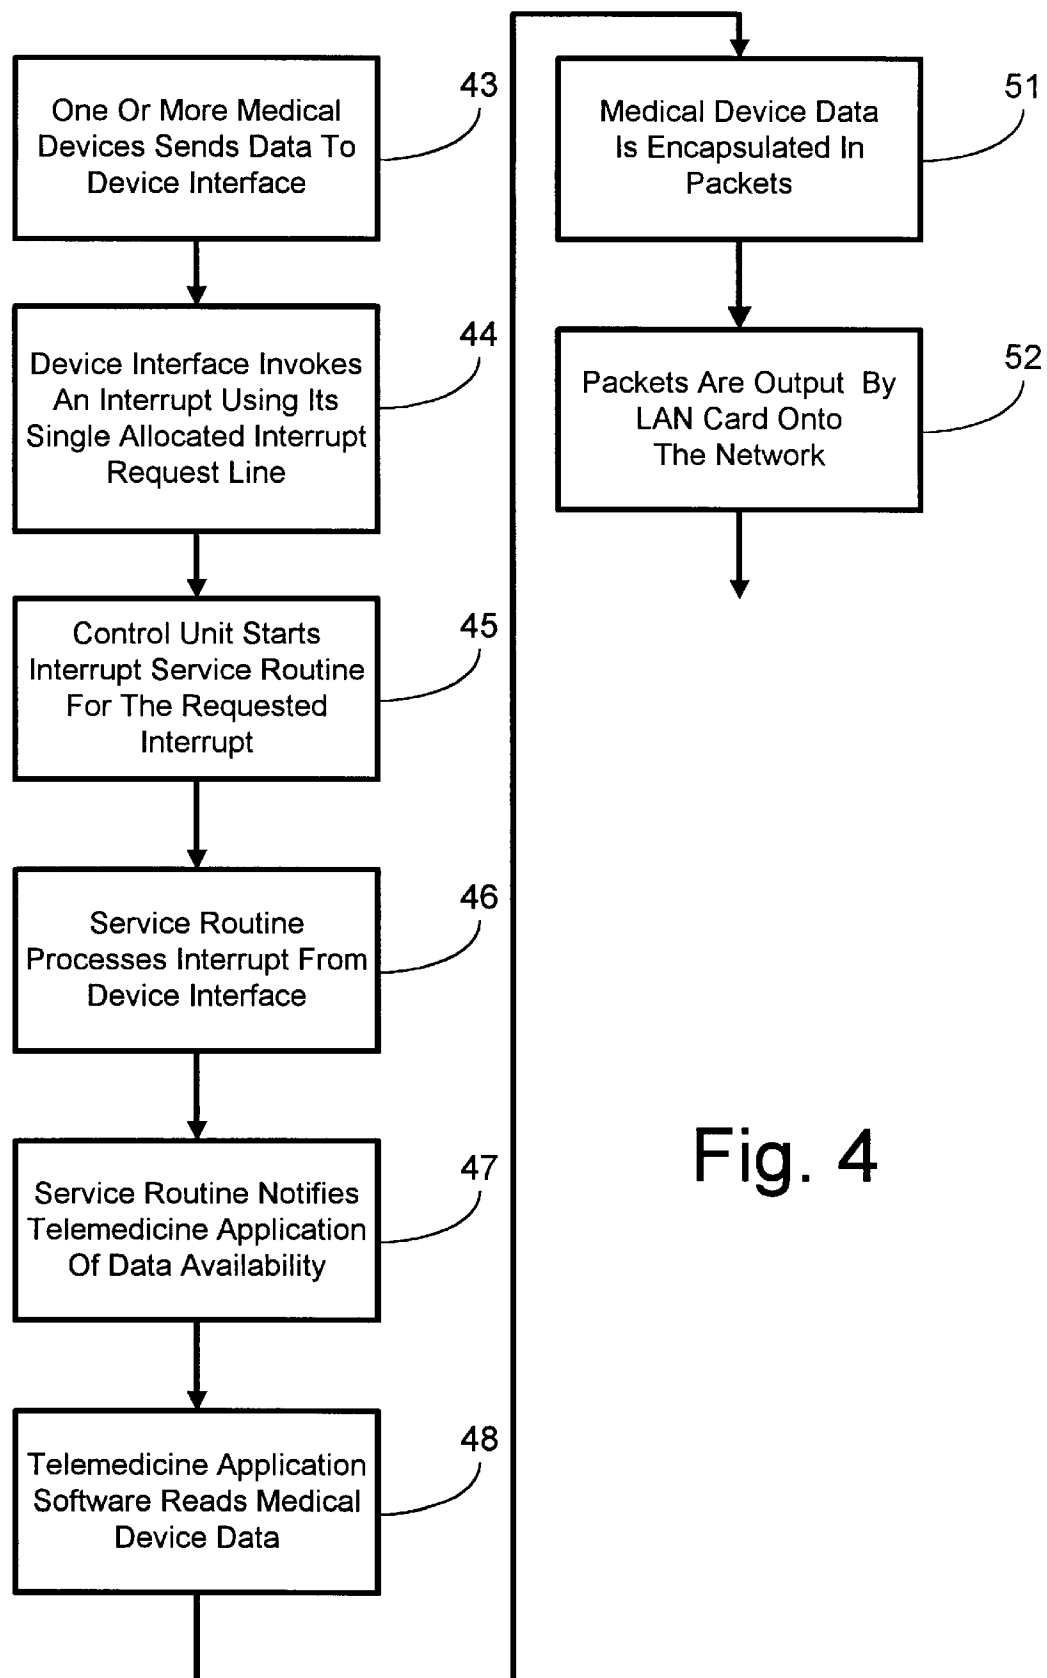 43
One Or More Medical
Devices Sends Data To
Device Interface
44
Device Interface Invokes
An Interrupt Using Its
Single Allocated Interrupt
Request Line
45
Control Unit Starts
Interrupt Service Routine
For The Requested
Interrupt
46
Service Routine
Processes Interrupt From
Device Interface
47
Service Routine Notifies
Telemedicine Application
Of Data Availability
48
Telemedicine Application
Software Reads Medical
Device Data
51
Medical Device Data
Is Encapsulated In
Packets
52
Packets Are Output By
LAN Card Onto
The Network
Fig. 4